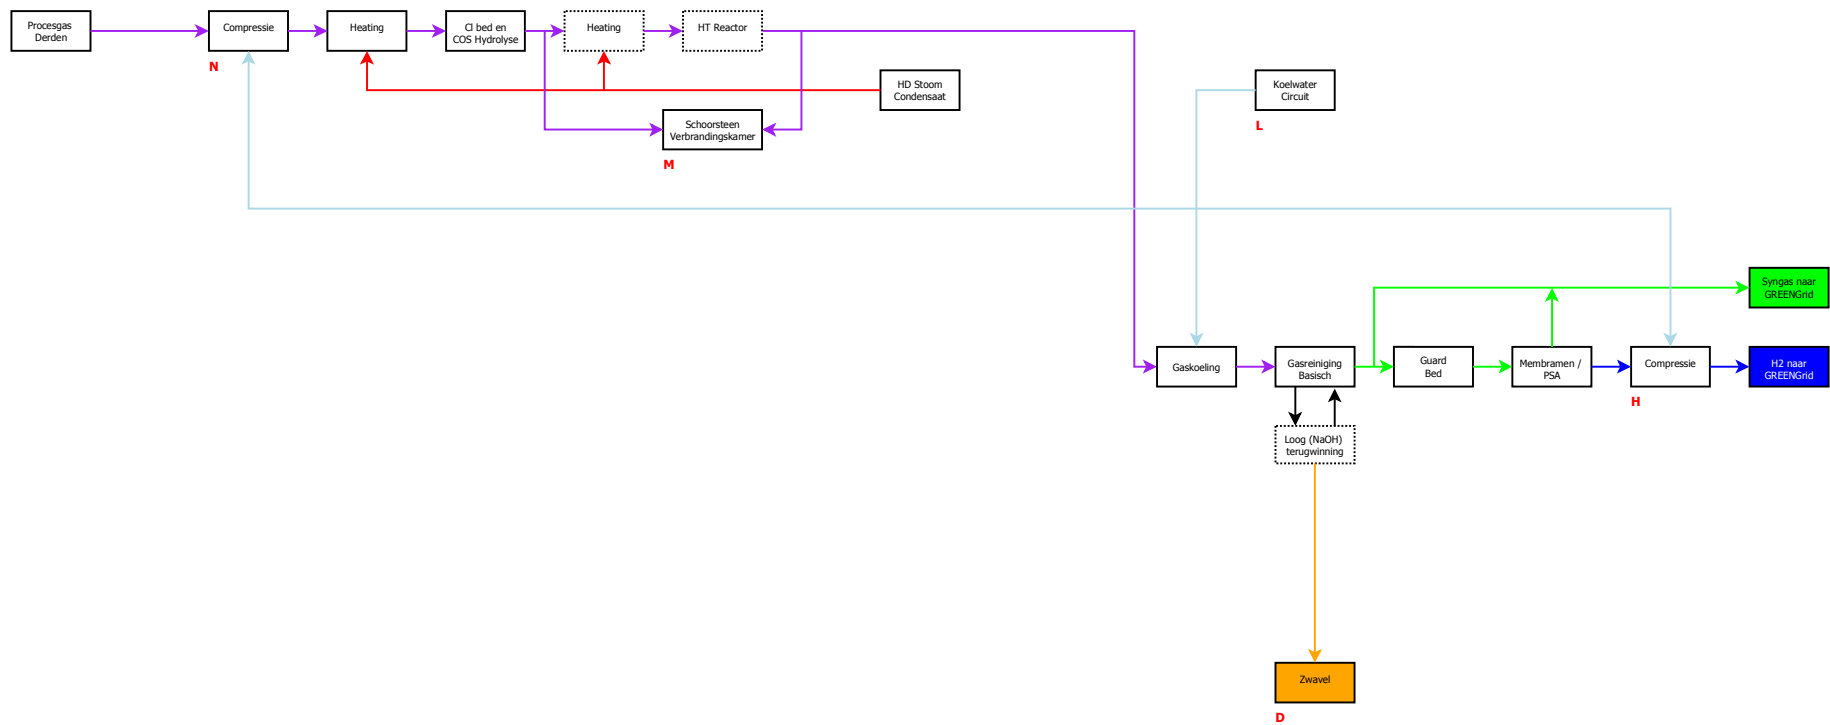 Procesgas
Derden
Compressie
Heating
Cl bed en
COS Hydrolyse
Heating
HT Reactor
N
HD Stoom
Condensaat
Koelwater
Circuit
Schoorsteen
Verbrandingskamer
L
M
Syngas naar
GREENGrid
Gaskoeling
Gasreiniging
Basisch
Guard
Bed
Membramen /
PSA
Compressie
H2 naar
GREENGrid
H
Loog (NaOH)
terugwinning
Zwavel
D